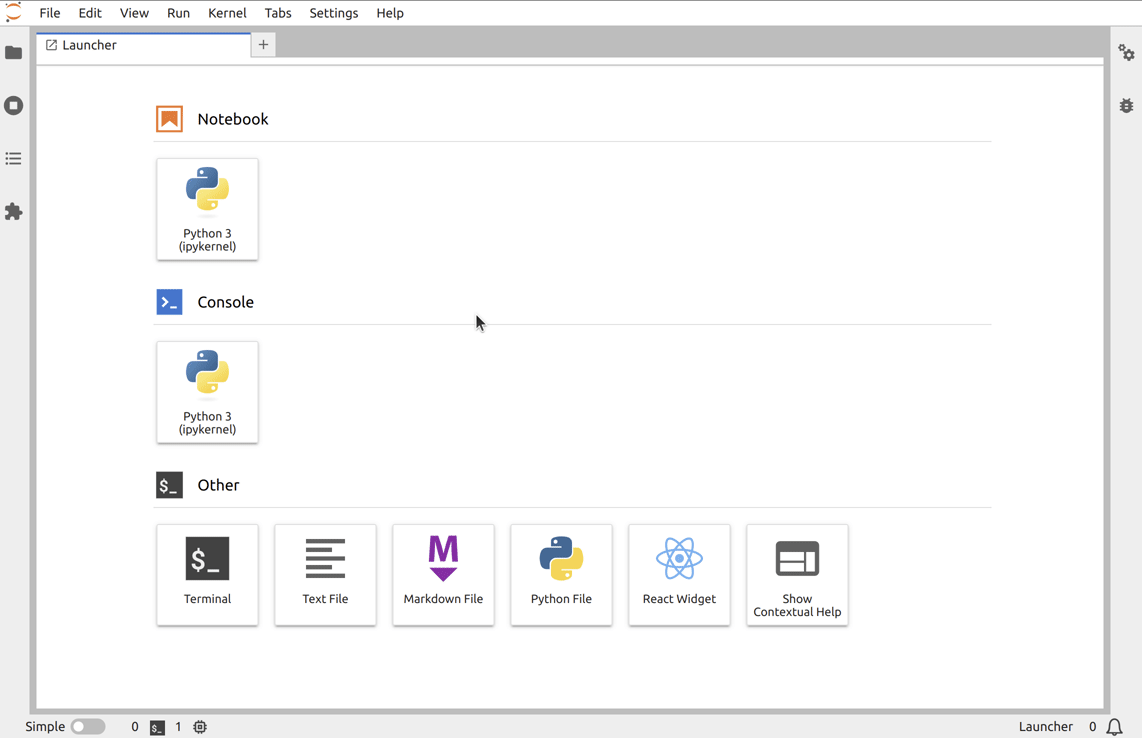 File Edit View Run Kernel Tabs Settings Help
Launcher
Notebook
Python 3
(ipykernel)
Console
Python 3
(ipykernel)
$_ Other
$_
Terminal
Text File
M
Markdown File
Python File
React Widget
Show
Contextual Help
Simple 0 $_ 1 Launcher 0